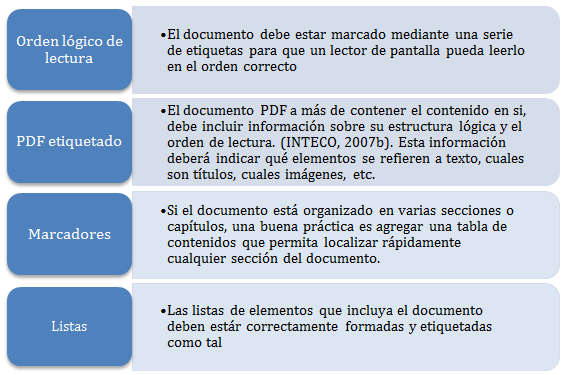 Orden lógico de
lectura
•El documento debe estar marcado mediante una serie
de etiquetas para que un lector de pantalla pueda leerlo
en el orden correcto
PDF etiquetado
•El documento PDF a más de contener el contenido en si,
debe incluir información sobre su estructura lógica y el
orden de lectura. (INTECO, 2007b). Esta información
deberá indicar qué elementos se refieren a texto, cuales
son títulos, cuales imágenes, etc.
Marcadores
•Si el documento está organizado en varias secciones o
capítulos, una buena práctica es agregar una tabla de
contenidos que permita localizar rápidamente
cualquier sección del documento.
Listas
•Las listas de elementos que incluya el documento
deben estár correctamente formadas y etiquetadas
como tal